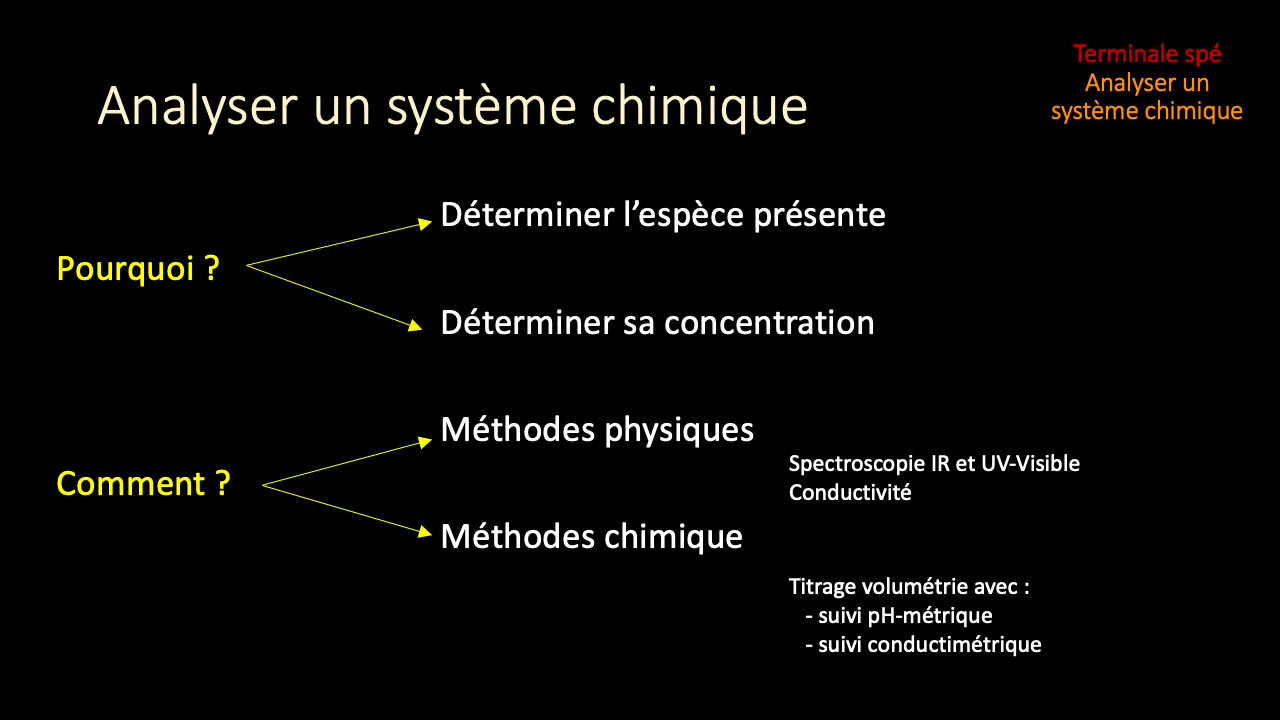 Terminale spé
Analyser un
système chimique
Analyser un système chimique
Déterminer l’espèce présente
Pourquoi ?
Déterminer sa concentration
Méthodes physiques
Spectroscopie IR et UV-Visible
Conductivité
Comment ?
Méthodes chimique
Titrage volumétrie avec :
- suivi pH-métrique
- suivi conductimétrique